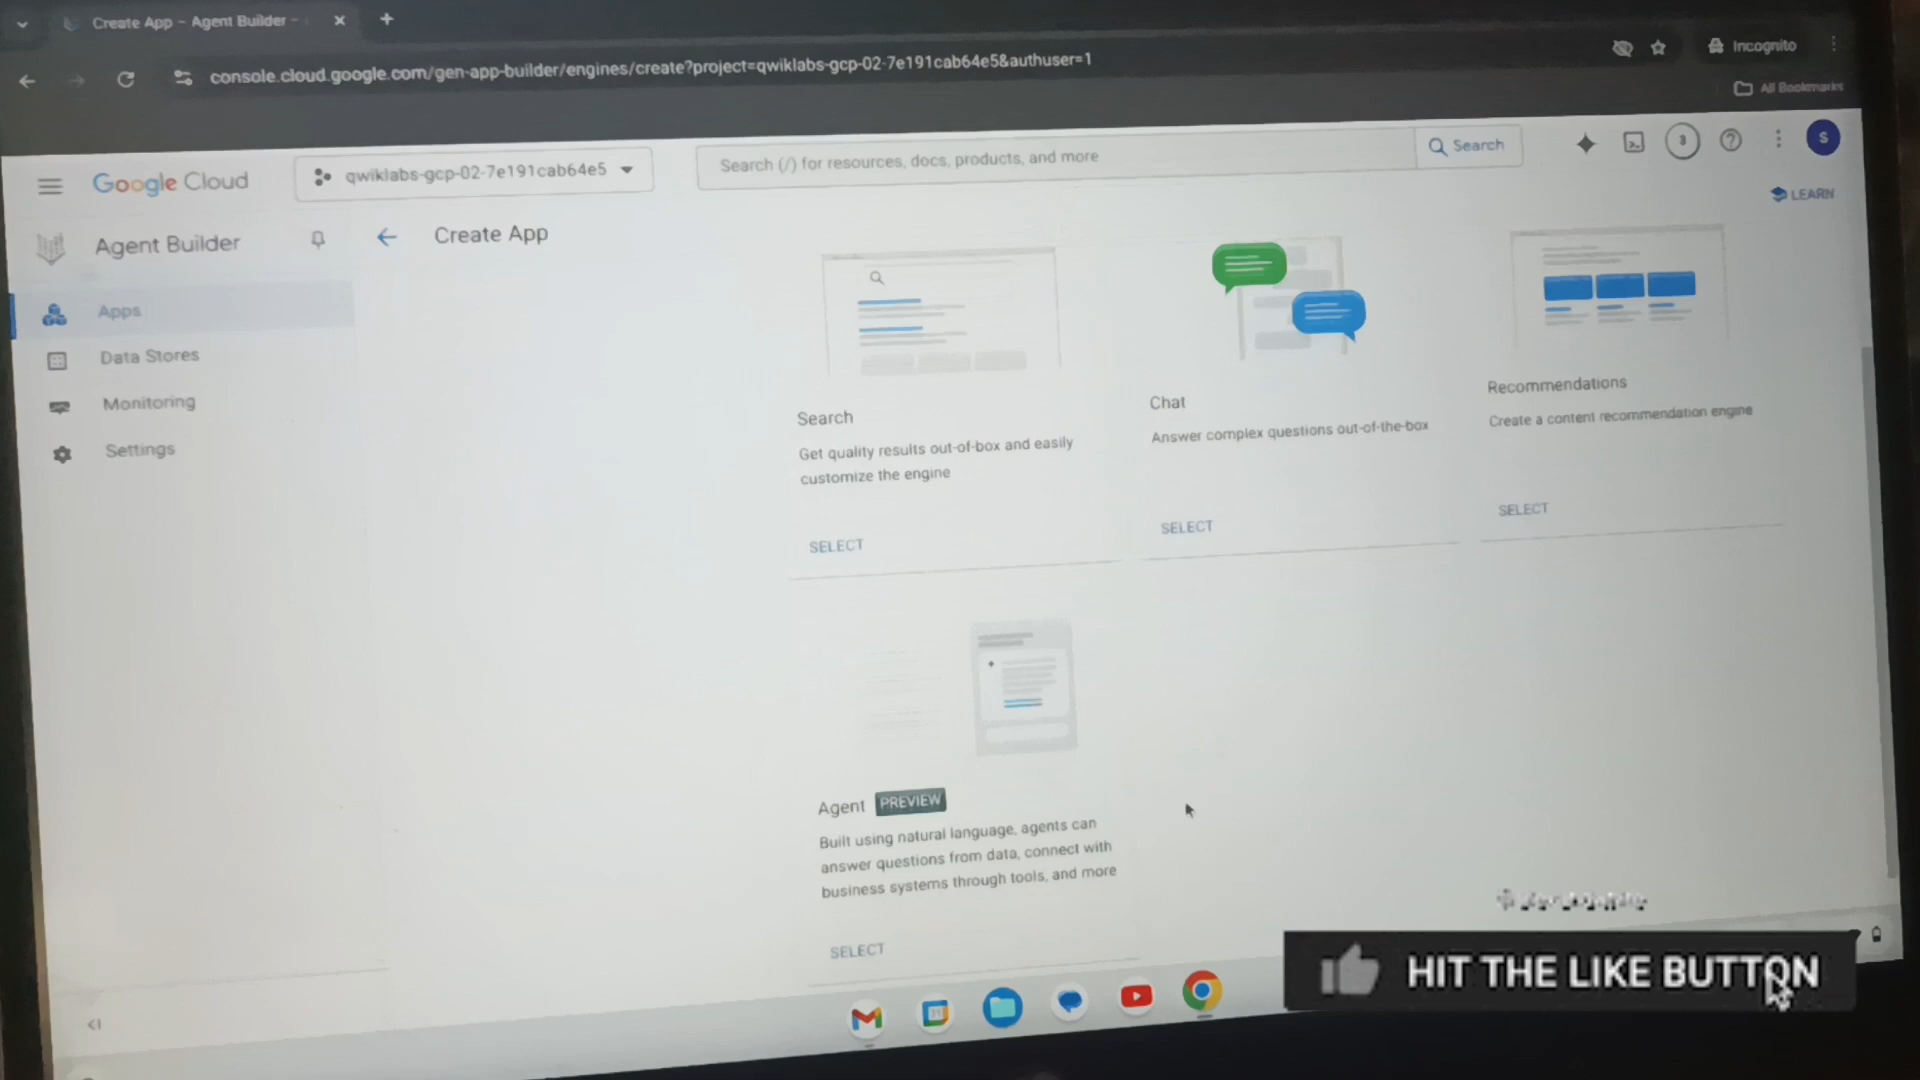 Create App – Agent Builder –
console.cloud.google.com/gen-app-builder/engines/create?project=qwiklabs-gcp-02-7e191cab64e5&authuser=1
Incognito
All Bookmarks
Google Cloud
qwiklabs-gcp-02-7e191cab64e5
Search (/) for resources, docs, products, and more
Search
3
S
LEARN
Agent Builder
Create App
Apps
Data Stores
Monitoring
Settings
Search
Get quality results out-of-box and easily
customize the engine
SELECT
Chat
Answer complex questions out-of-the-box
SELECT
Recommendations
Create a content recommendation engine
SELECT
Agent PREVIEW
Built using natural language, agents can
answer questions from data, connect with
business systems through tools, and more
SELECT
31
HIT THE LIKE BUTTON